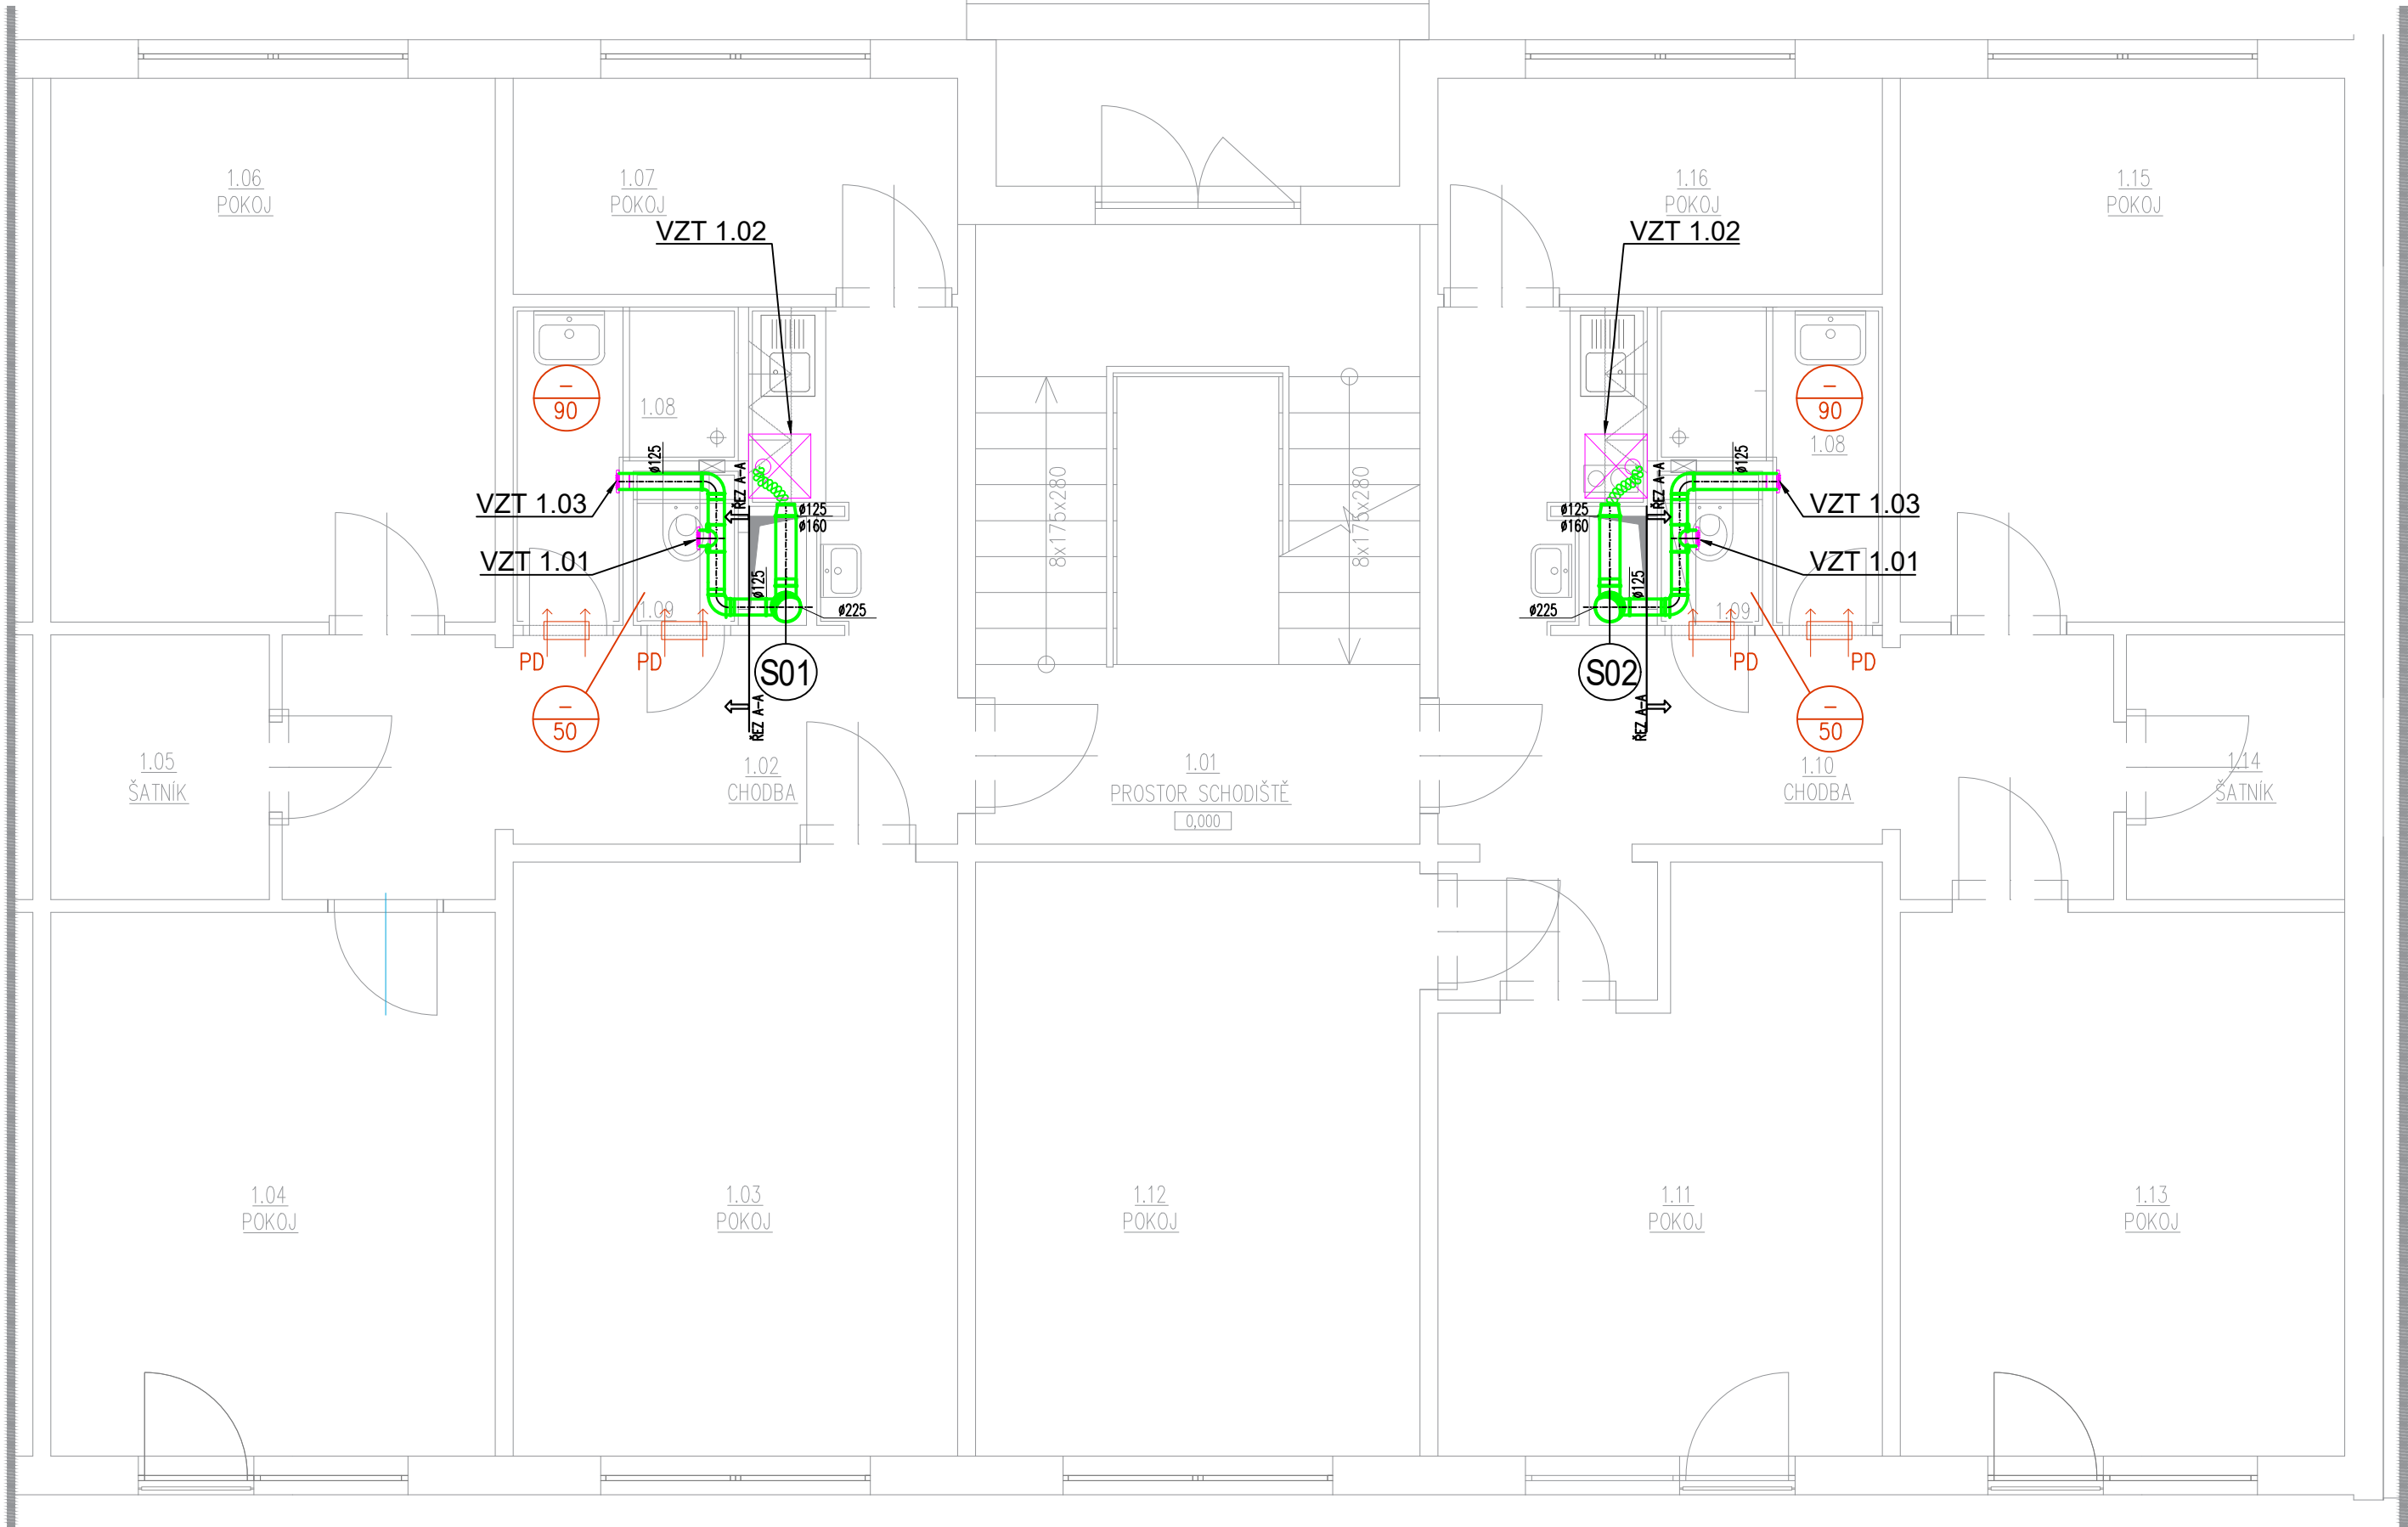 1.06
POKOJ
1.07
POKOJ
1.16
POKOJ
1.15
POKOJ
VZT 1.02
VZT 1.02
–
90
1.08
–
90
1.08
ø125
ŘEZ A-A
ø125
ŘEZ A-A
VZT 1.03
VZT 1.03
8x175x280
8x175x280
ø125
ø160
ø125
ø160
VZT 1.01
VZT 1.01
ø125
ø125
1.09
ø225
ø225
1.09
PD
PD
S01
S02
PD
PD
–
50
ŘEZ A-A
ŘEZ A-A
–
50
1.05
ŠATNÍK
1.02
CHODBA
1.01
PROSTOR SCHODIŠTĚ
0,000
1.10
CHODBA
1.14
ŠATNÍK
1.04
POKOJ
1.03
POKOJ
1.12
POKOJ
1.11
POKOJ
1.13
POKOJ